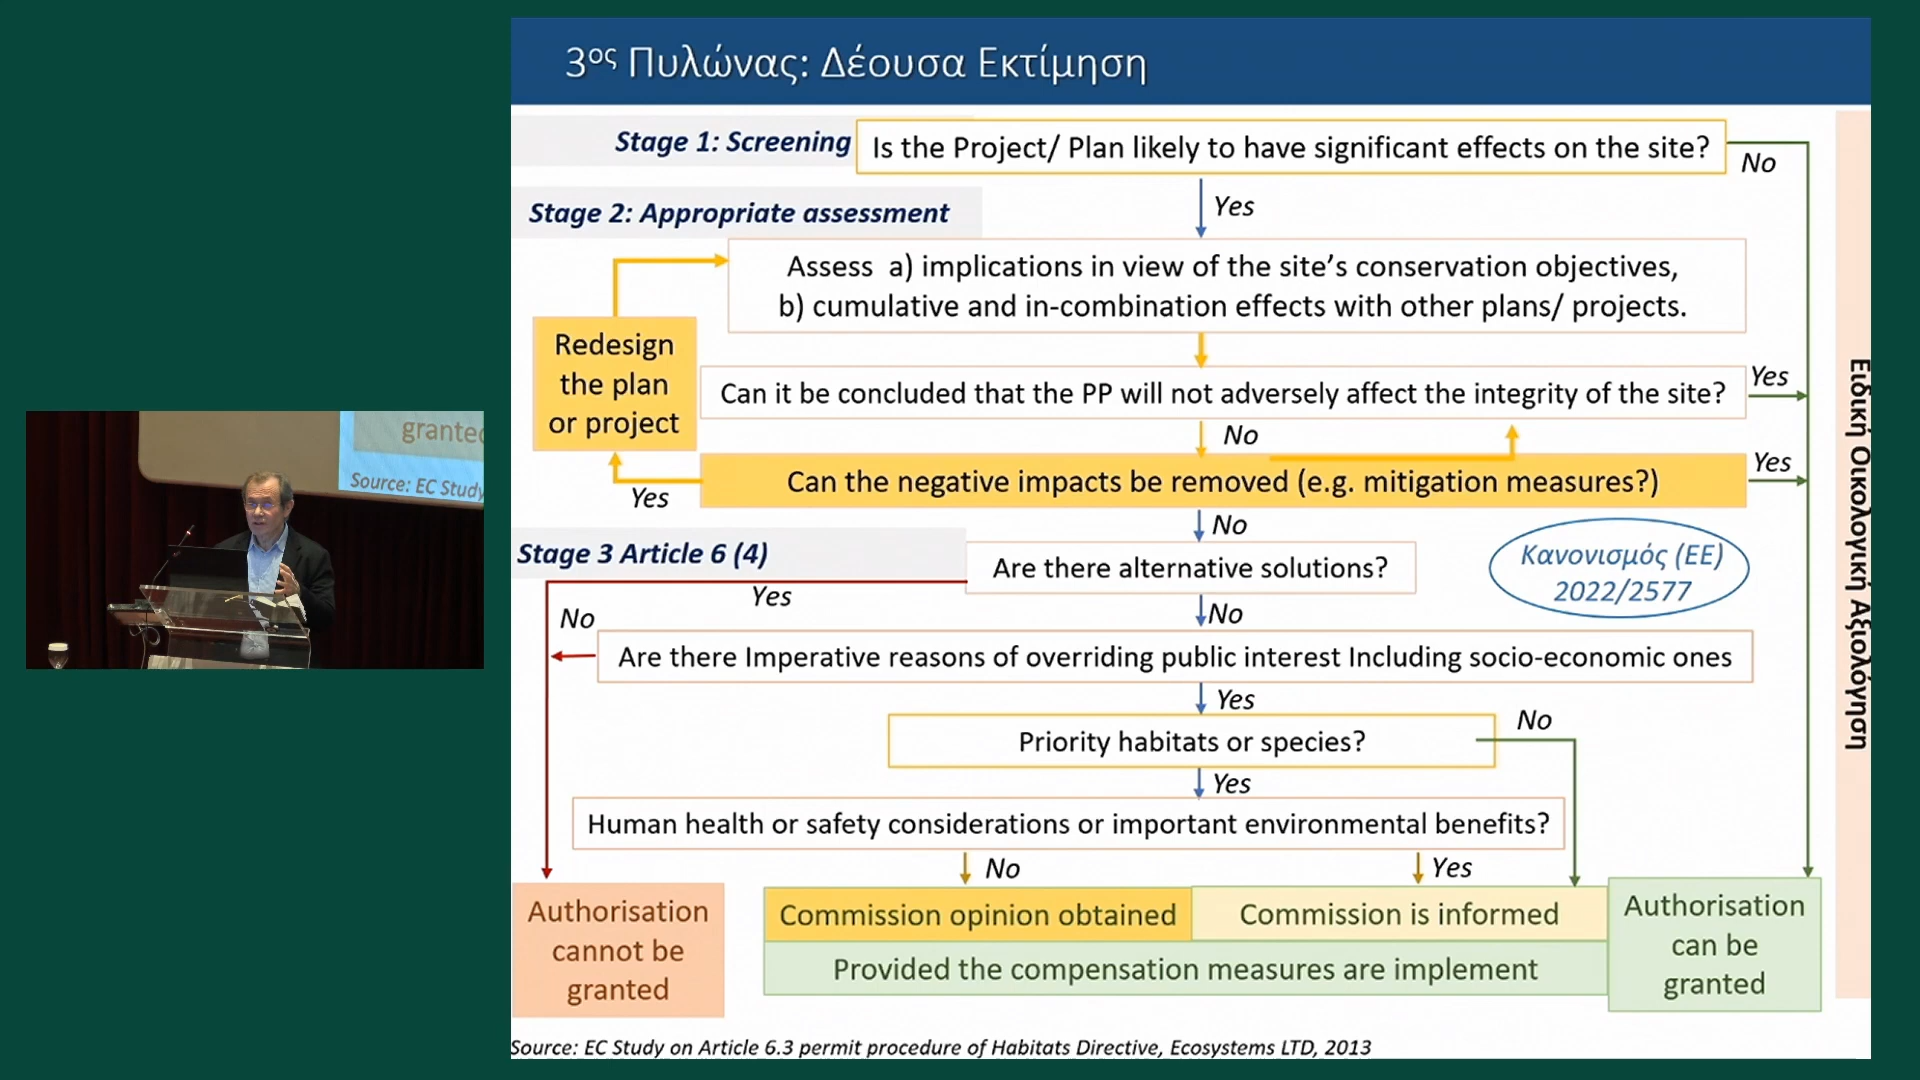 3ος Πυλώνας: Δέουσα Εκτίμηση
Stage 1: Screening
Is the Project/ Plan likely to have significant effects on the site?
No
Yes
Stage 2: Appropriate assessment
Assess a) implications in view of the site’s conservation objectives,
b) cumulative and in-combination effects with other plans/ projects.
Redesign
the plan
or project
Can it be concluded that the PP will not adversely affect the integrity of the site?
Yes
No
Can the negative impacts be removed (e.g. mitigation measures?)
Yes
Yes
No
Stage 3 Article 6 (4)
Are there alternative solutions?
Κανονισμός (ΕΕ)
2022/2577
Yes
No
No
Are there Imperative reasons of overriding public interest Including socio-economic ones
Yes
Priority habitats or species?
No
Yes
Human health or safety considerations or important environmental benefits?
No
Yes
Authorisation
cannot be
granted
Commission opinion obtained
Commission is informed
Provided the compensation measures are implement
Authorisation
can be
granted
Ειδική Οικολογική Αξιολόγηση
Source: EC Study on Article 6.3 permit procedure of Habitats Directive, Ecosystems LTD, 2013
granted
Source: EC Study